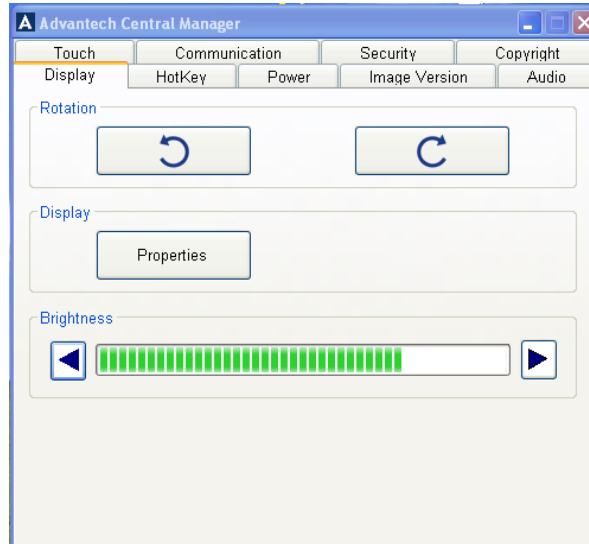 A Advantech Central Manager
Touch Communication Security Copyright
Display HotKey Power Image Version Audio
Rotation
Display
Properties
Brightness